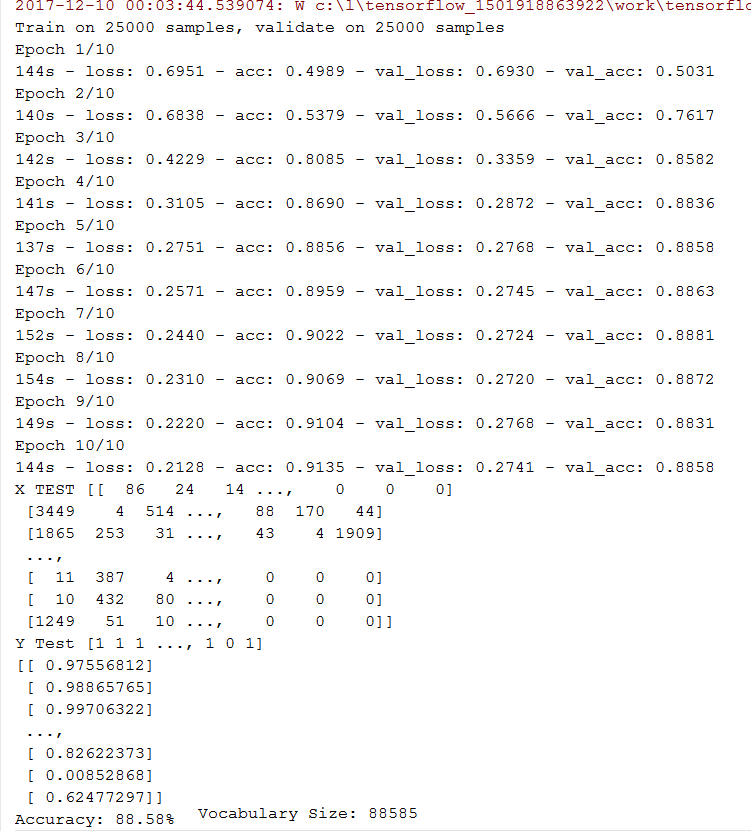 2017-12-10 00:03:44.539074: W c:\l\tensorflow_1501918863922\work\tensorflo
Train on 25000 samples, validate on 25000 samples
Epoch 1/10
144s - loss: 0.6951 - acc: 0.4989 - val_loss: 0.6930 - val_acc: 0.5031
Epoch 2/10
140s - loss: 0.6838 - acc: 0.5379 - val_loss: 0.5666 - val_acc: 0.7617
Epoch 3/10
142s - loss: 0.4229 - acc: 0.8085 - val_loss: 0.3359 - val_acc: 0.8582
Epoch 4/10
141s - loss: 0.3105 - acc: 0.8690 - val_loss: 0.2872 - val_acc: 0.8836
Epoch 5/10
137s - loss: 0.2751 - acc: 0.8856 - val_loss: 0.2768 - val_acc: 0.8858
Epoch 6/10
147s - loss: 0.2571 - acc: 0.8959 - val_loss: 0.2745 - val_acc: 0.8863
Epoch 7/10
152s - loss: 0.2440 - acc: 0.9022 - val_loss: 0.2724 - val_acc: 0.8881
Epoch 8/10
154s - loss: 0.2310 - acc: 0.9069 - val_loss: 0.2720 - val_acc: 0.8872
Epoch 9/10
149s - loss: 0.2220 - acc: 0.9104 - val_loss: 0.2768 - val_acc: 0.8831
Epoch 10/10
144s - loss: 0.2128 - acc: 0.9135 - val_loss: 0.2741 - val_acc: 0.8858
X TEST [[  86   24   14 ...,    0    0    0]
 [3449    4  514 ...,   88  170   44]
 [1865  253   31 ...,   43    4 1909]
 ...,
 [  11  387    4 ...,    0    0    0]
 [  10  432   80 ...,    0    0    0]
 [1249   51   10 ...,    0    0    0]]
Y Test [1 1 1 ..., 1 0 1]
[[ 0.97556812]
 [ 0.98865765]
 [ 0.99706322]
 ...,
 [ 0.82622373]
 [ 0.00852868]
 [ 0.62477297]]
Accuracy: 88.58%  Vocabulary Size: 88585